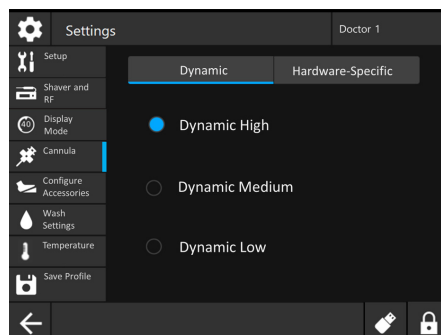 Settings
Doctor 1
Setup
Shaver and
RF
40
Display
Mode
Cannula
Configure
Accessories
Wash
Settings
Temperature
Save Profile
Dynamic
Hardware-Specific
Dynamic High
Dynamic Medium
Dynamic Low